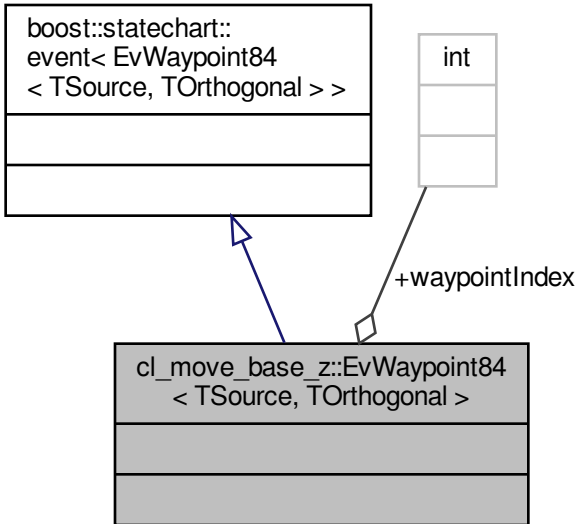 boost::statechart::
event< EvWaypoint84
< TSource, TOrthogonal > >
int
+waypointIndex
cl_move_base_z::EvWaypoint84
< TSource, TOrthogonal >